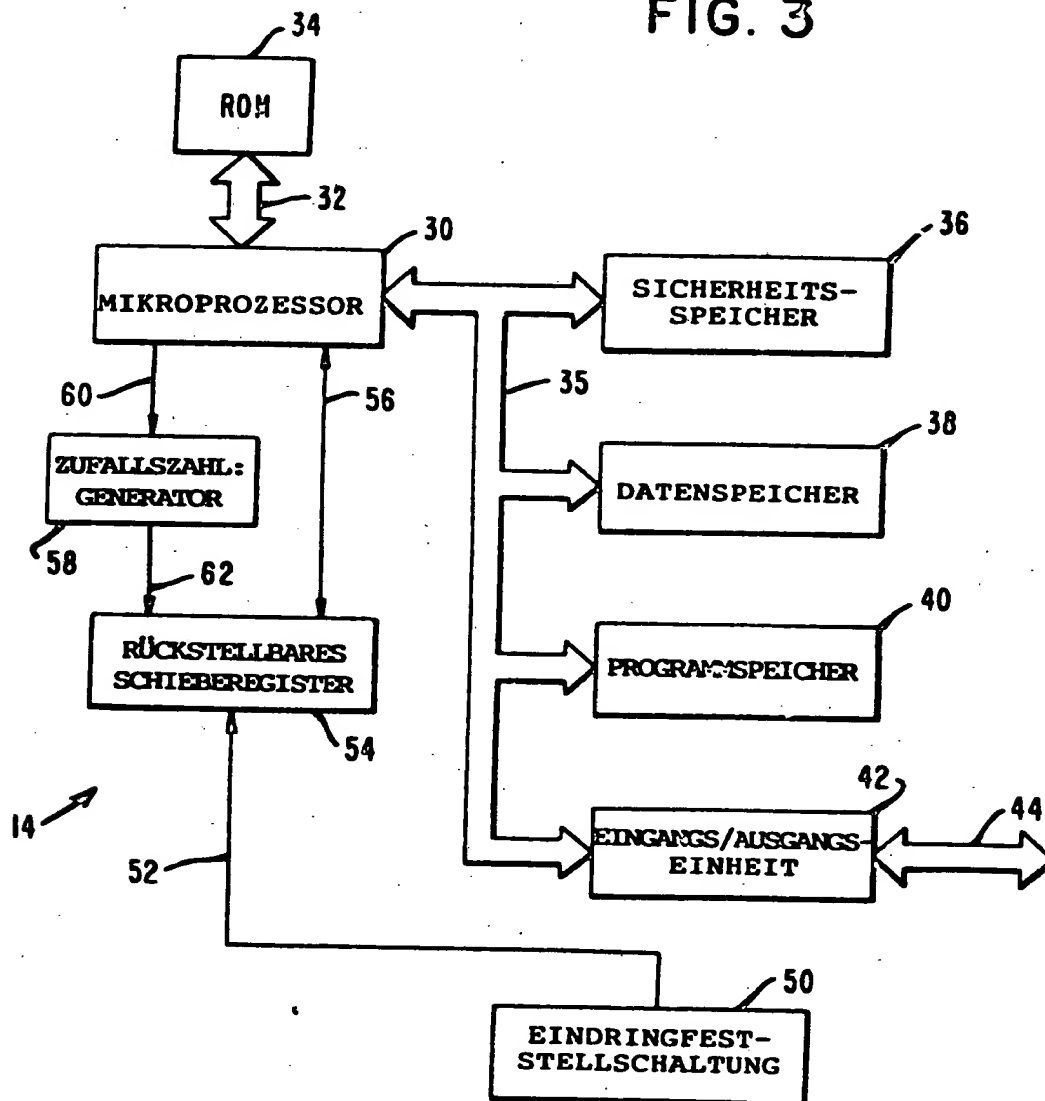 FIG. 3
34
ROM
32
30
MIKROPROZESSOR
36
SICHERHEITS-
SPEICHER
60
56
35
38
ZUFALLSZAHL:
GENERATOR
DATENSPEICHER
58
62
40
RÜCKSTELLBARES
SCHIEBEREGISTER
PROGRAMMSPEICHER
54
42
44
14
EINGANGS/AUSGANGS-
EINHEIT
52
50
EINDRINGFEST-
STELLSCHALTUNG